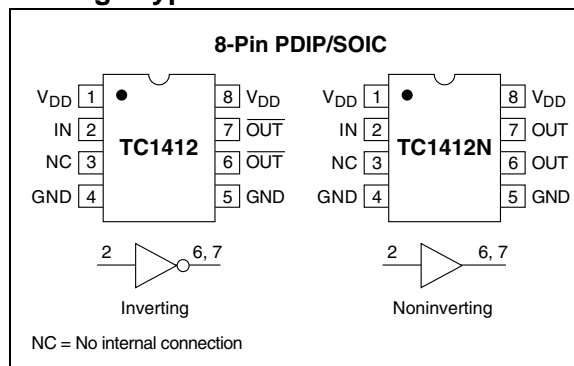 8-Pin PDIP/SOIC
VDD 1 8 VDD
IN 2 7 OUT
NC 3 6 OUT
GND 4 5 GND
TC1412
VDD 1 8 VDD
IN 2 7 OUT
NC 3 6 OUT
GND 4 5 GND
TC1412N
2 6, 7
Inverting
2 6, 7
Noninverting
NC = No internal connection